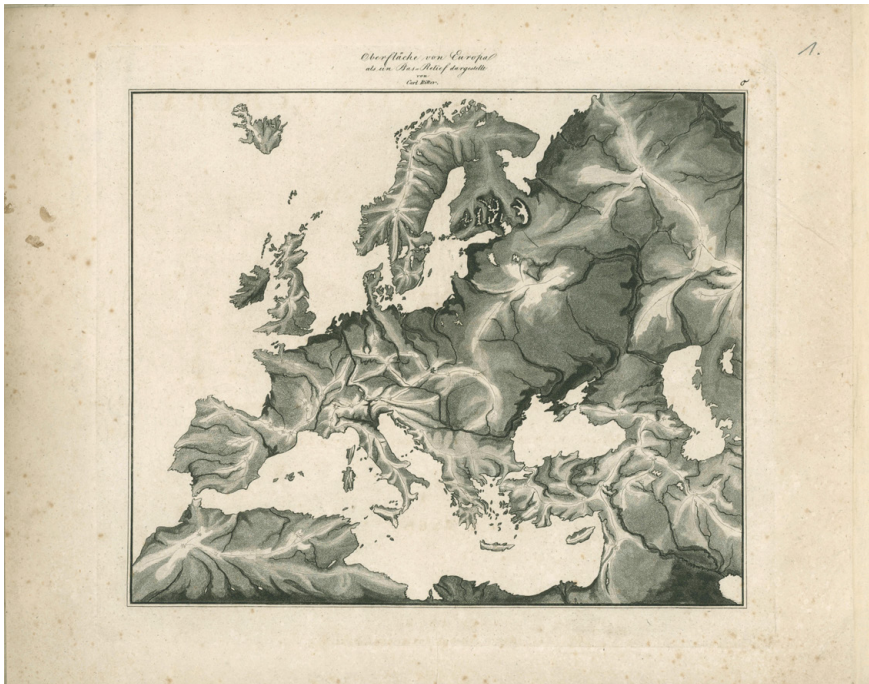 Oberfläche von Europa
als ein Bas-Relief dargestellt
von
Carl Ritter.
1.